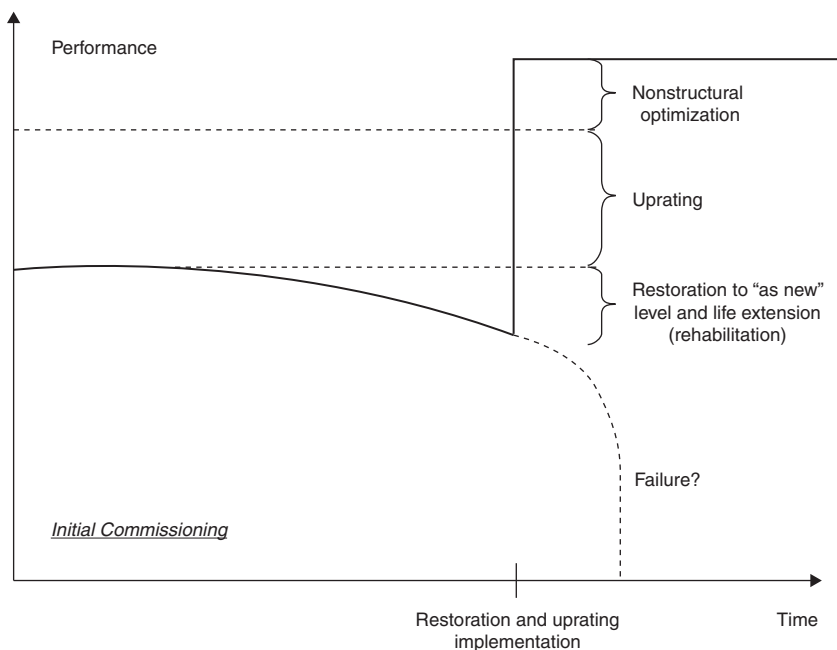 Performance
Nonstructural
optimization
Uprating
Restoration to “as new”
level and life extension
(rehabilitation)
Failure?
Initial Commissioning
Restoration and uprating
implementation
Time